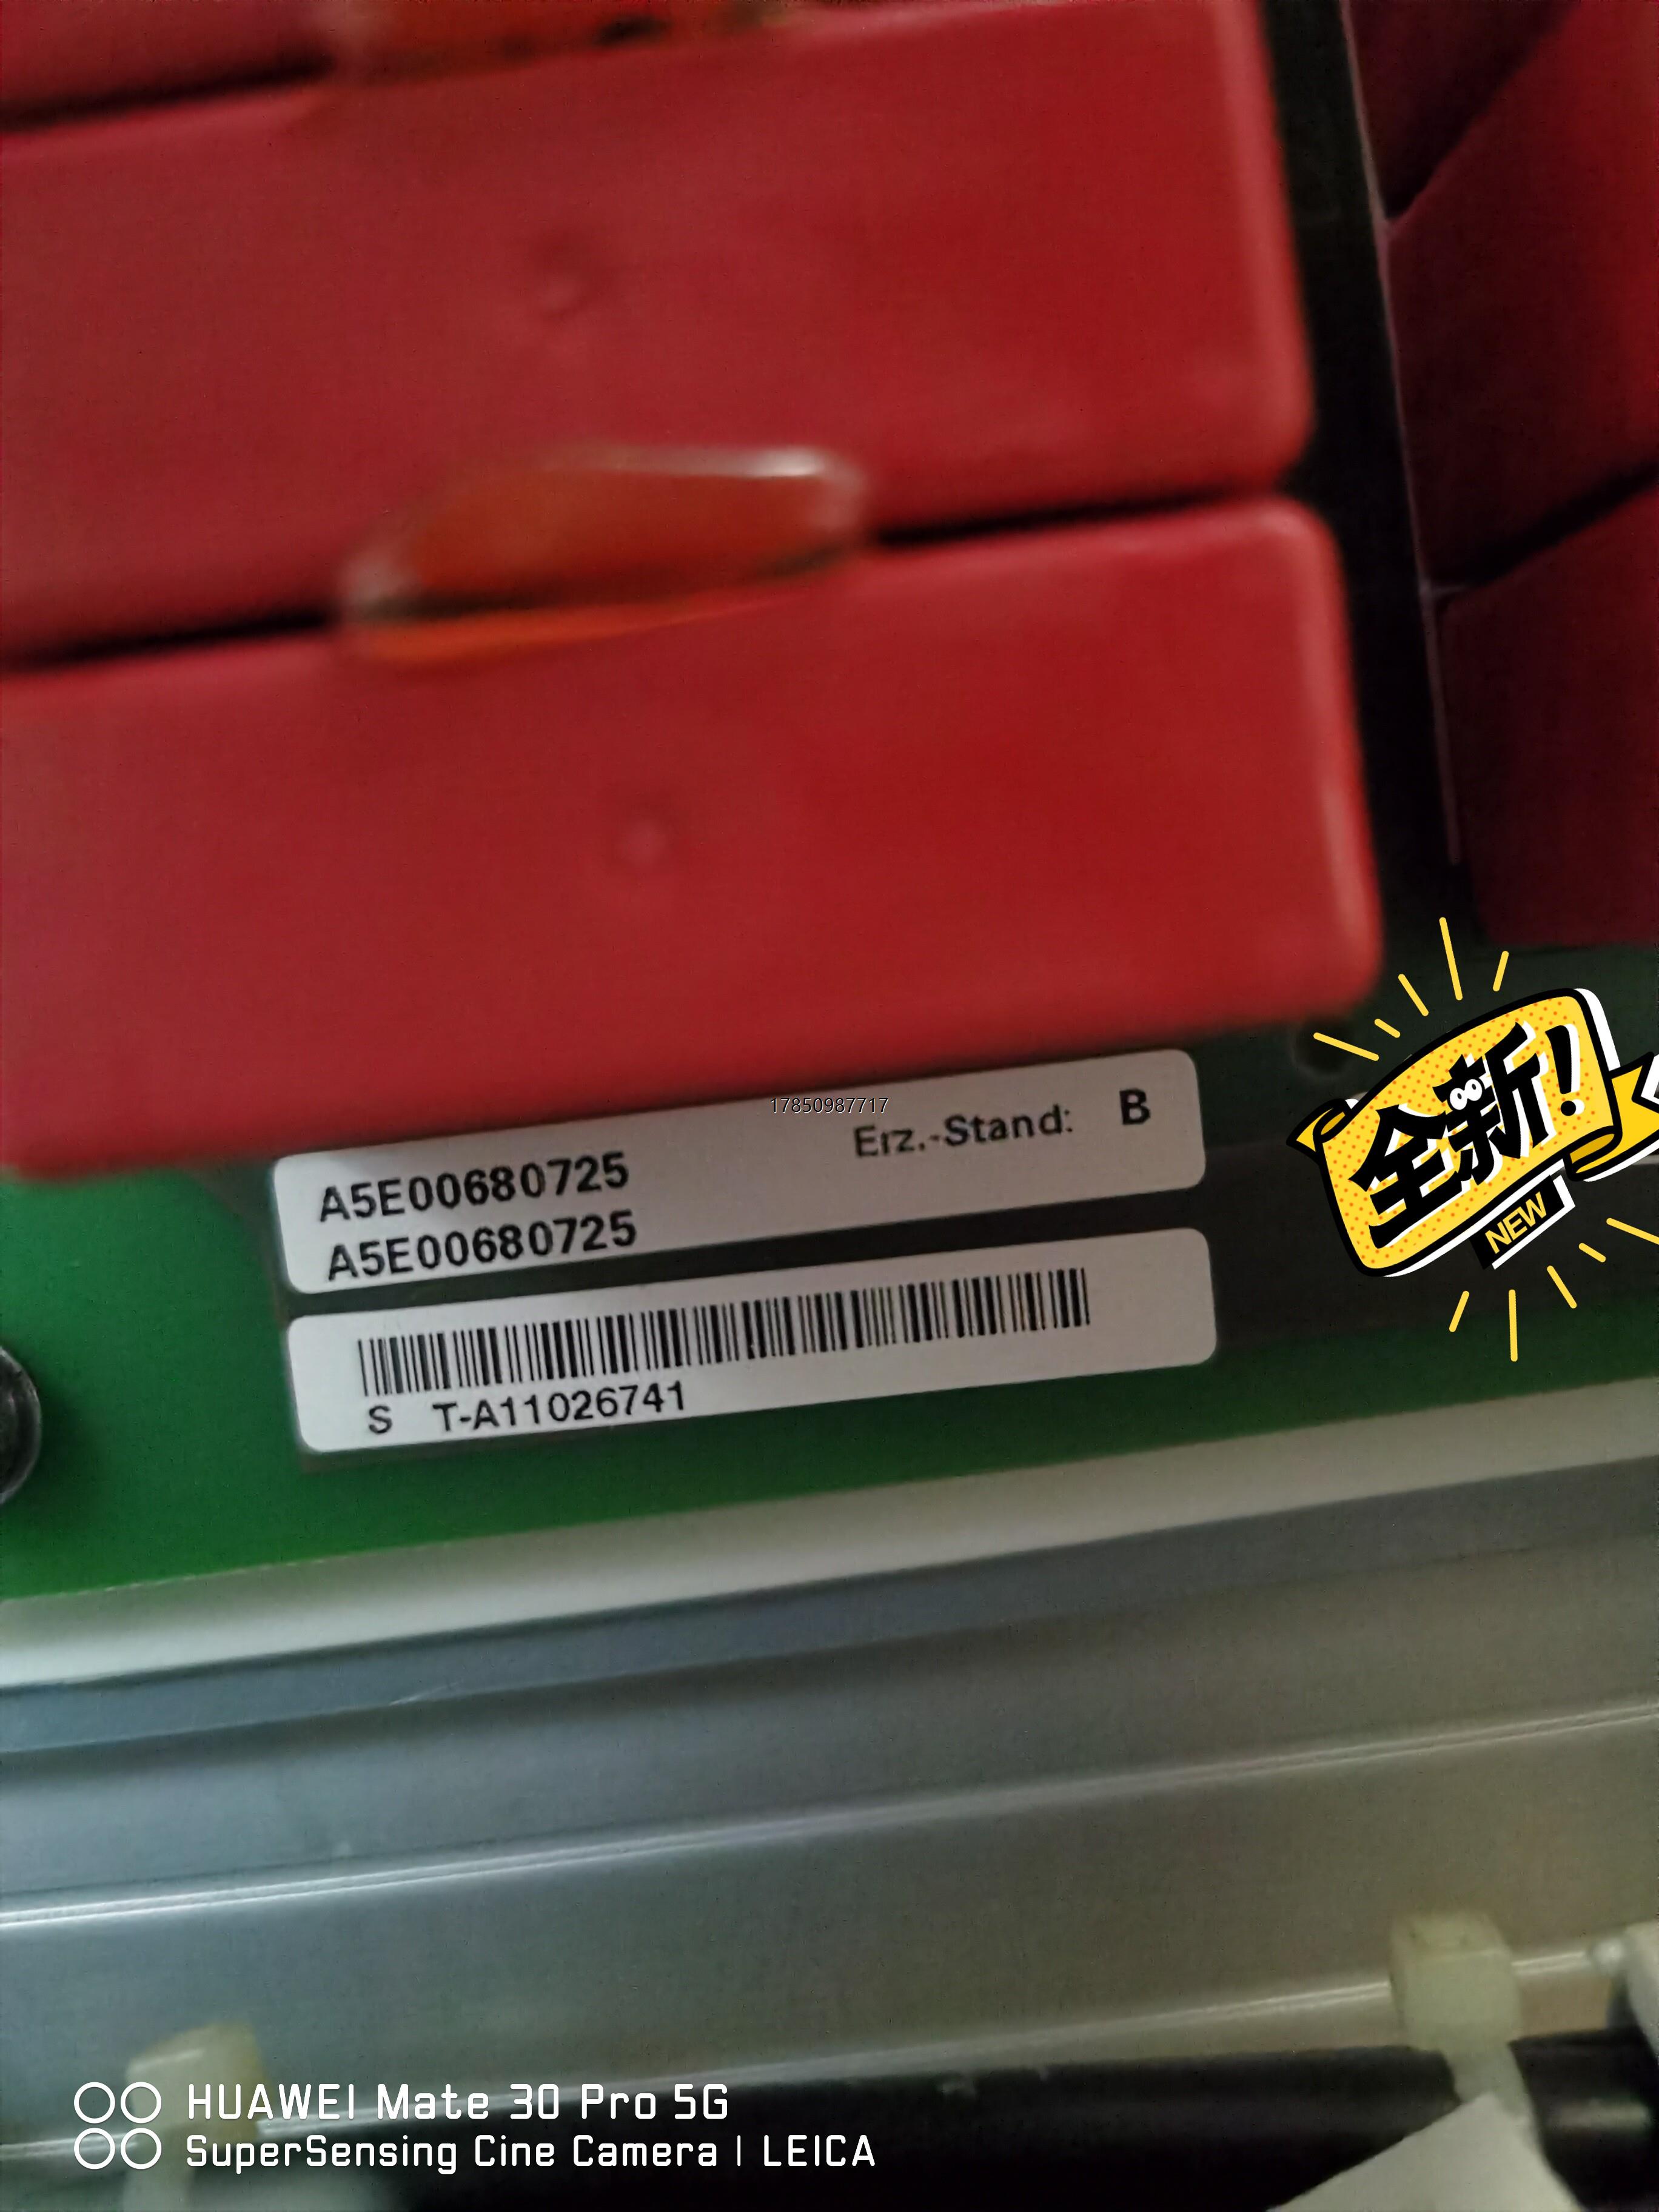 17850987717
Erz.-Stand: B
A5E00680725
A5E00680725
S T-A11026741
全新!
NEW
HUAWEI Mate 30 Pro 5G
SuperSensing Cine Camera | LEICA